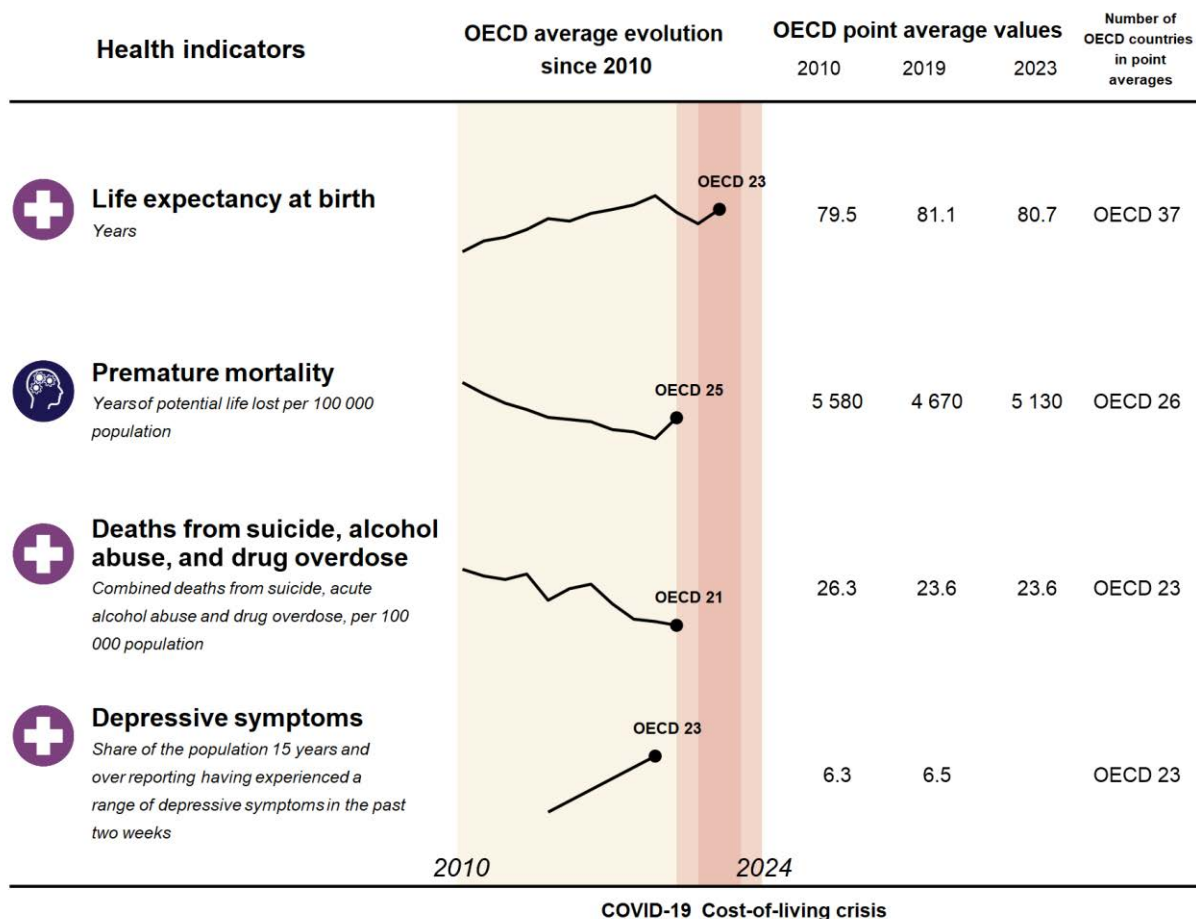 Health indicators
OECD average evolution
since 2010
OECD point average values
2010 2019 2023
Number of
OECD countries
in point
averages
Life expectancy at birth
Years
OECD 23
79.5 81.1 80.7 OECD 37
Premature mortality
Years of potential life lost per 100 000
population
OECD 25
5 580 4 670 5 130 OECD 26
Deaths from suicide, alcohol
abuse, and drug overdose
Combined deaths from suicide, acute
alcohol abuse and drug overdose, per 100
000 population
OECD 21
26.3 23.6 23.6 OECD 23
Depressive symptoms
Share of the population 15 years and
over reporting having experienced a
range of depressive symptoms in the past
two weeks
OECD 23
6.3 6.5 OECD 23
2010 2024
COVID-19 Cost-of-living crisis